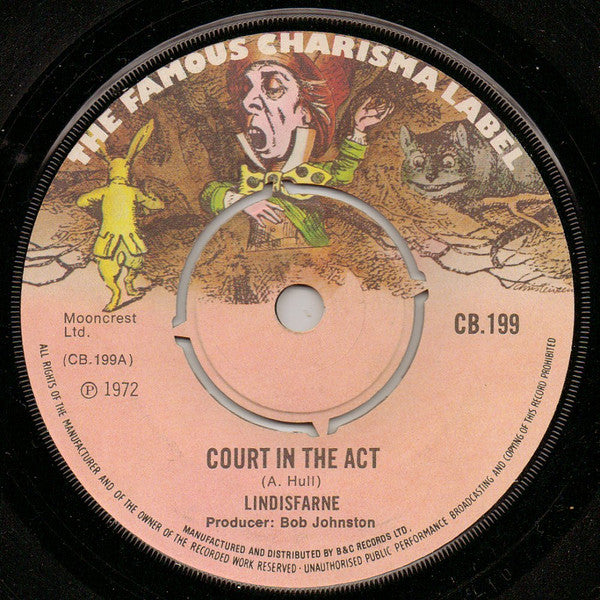 THE FAMOUS CHARISMA LABEL
Mooncrest
Ltd.
(CB.199A)
℗ 1972
CB.199
COURT IN THE ACT
(A. Hull)
LINDISFARNE
Producer: Bob Johnston
MANUFACTURED AND DISTRIBUTED BY B&C RECORDS LTD.
ALL RIGHTS OF THE MANUFACTURER AND OF THE OWNER OF THE RECORDED WORK RESERVED - UNAUTHORISED PUBLIC PERFORMANCE BROADCASTING AND COPYING OF THIS RECORD PROHIBITED